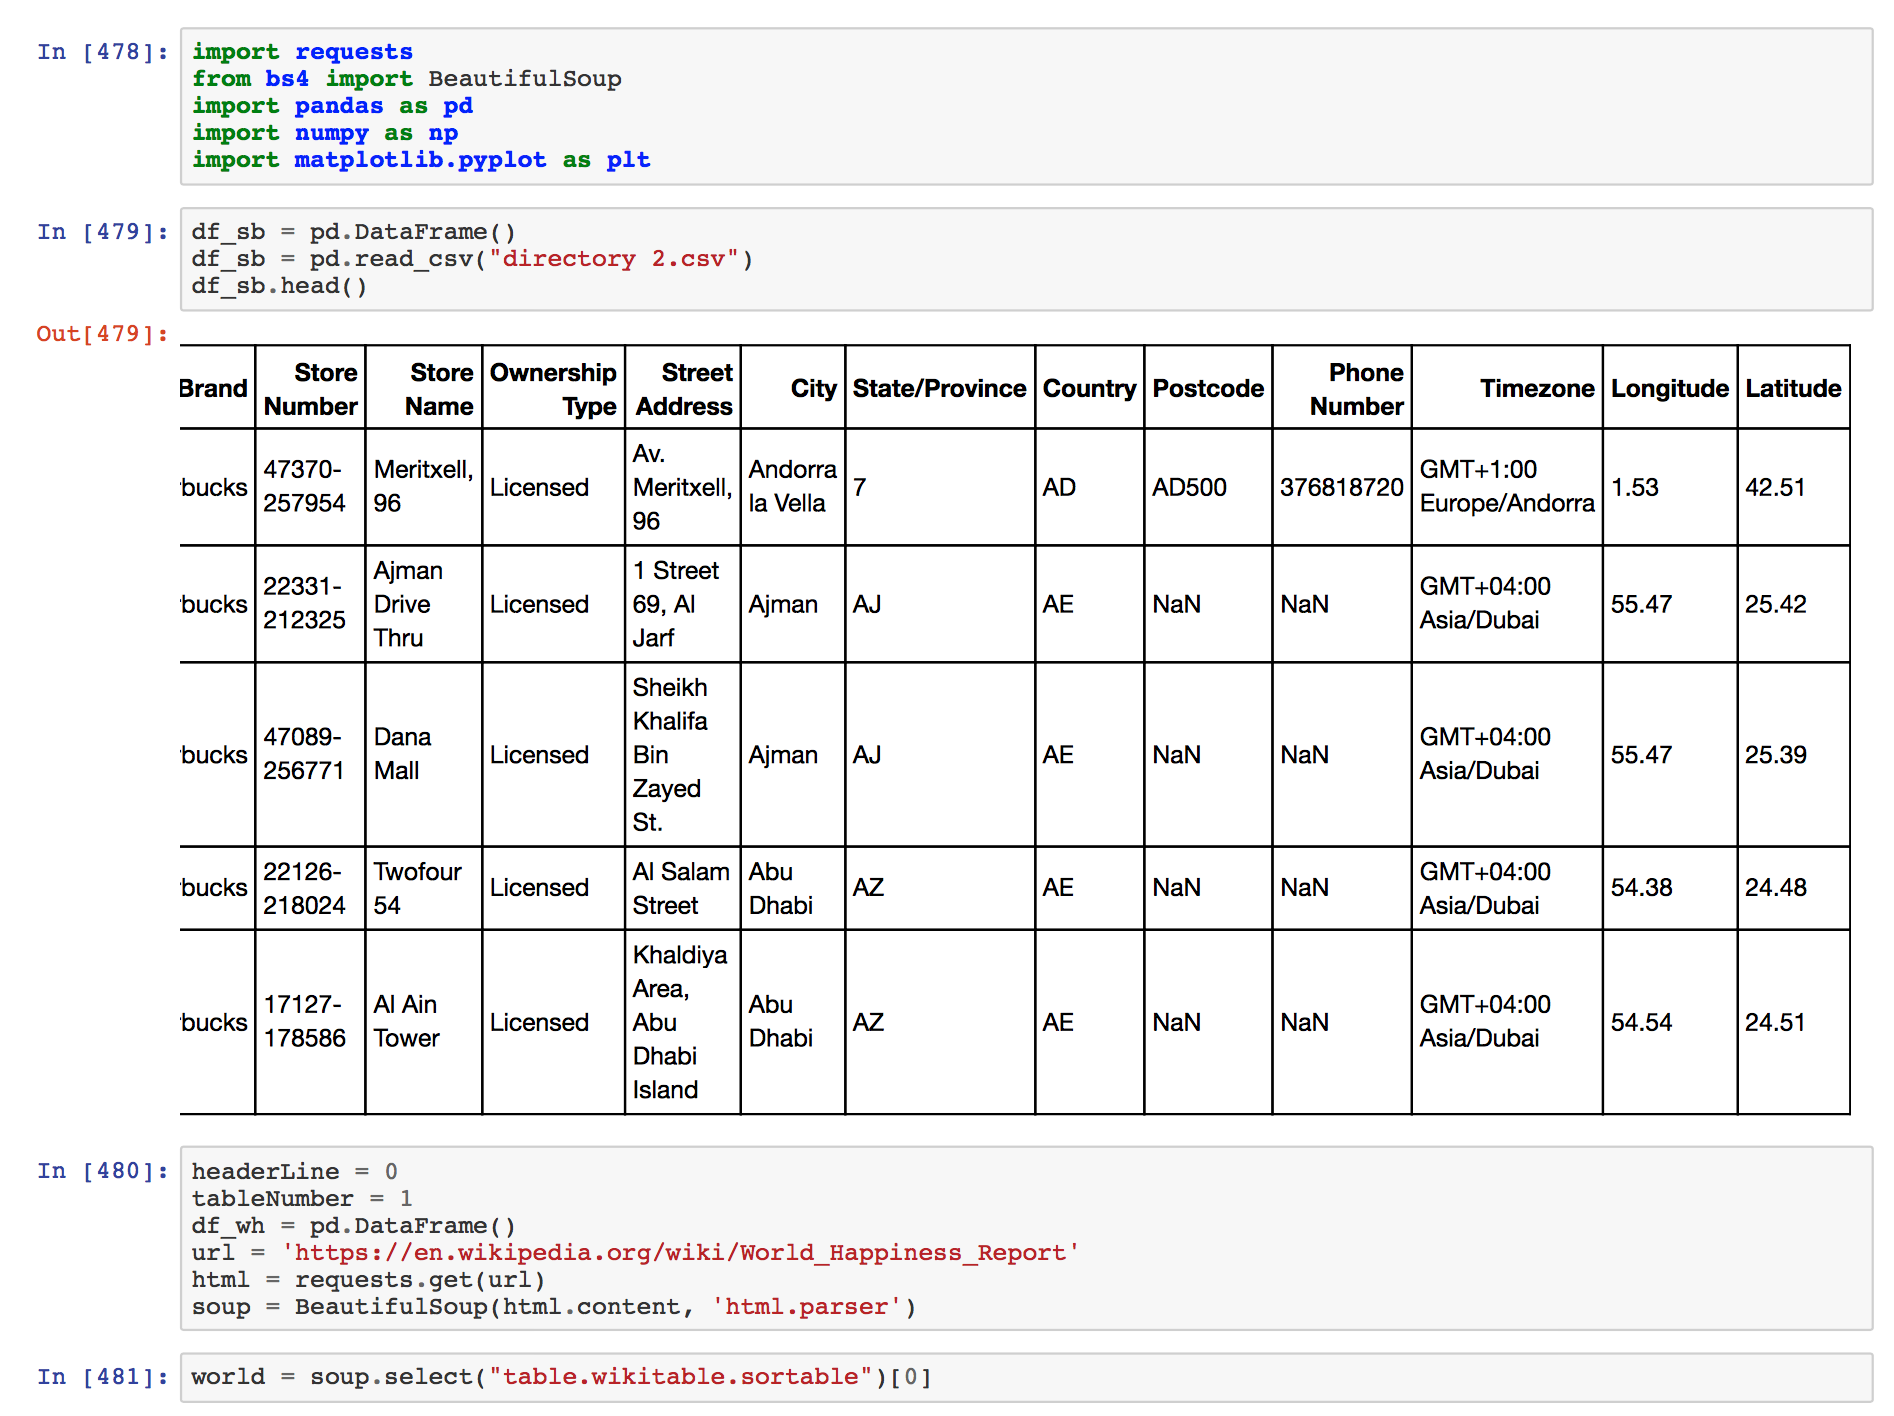 In [478]:
import requests
from bs4 import BeautifulSoup
import pandas as pd
import numpy as np
import matplotlib.pyplot as plt
In [479]:
df_sb = pd.DataFrame()
df_sb = pd.read_csv("directory 2.csv")
df_sb.head()
Out[479]:
Brand Store Number Store Name Ownership Type Street Address City State/Province Country Postcode Phone Number Timezone Longitude Latitude
bucks 47370-257954 Meritxell, 96 Licensed Av. Meritxell, 96 Andorra la Vella 7 AD AD500 376818720 GMT+1:00 Europe/Andorra 1.53 42.51
bucks 22331-212325 Ajman Drive Thru Licensed 1 Street 69, Al Jarf Ajman AJ AE NaN NaN GMT+04:00 Asia/Dubai 55.47 25.42
bucks 47089-256771 Dana Mall Licensed Sheikh Khalifa Bin Zayed St. Ajman AJ AE NaN NaN GMT+04:00 Asia/Dubai 55.47 25.39
bucks 22126-218024 Twofour 54 Licensed Al Salam Street Abu Dhabi AZ AE NaN NaN GMT+04:00 Asia/Dubai 54.38 24.48
bucks 17127-178586 Al Ain Tower Licensed Khaldiya Area, Abu Dhabi Island Abu Dhabi AZ AE NaN NaN GMT+04:00 Asia/Dubai 54.54 24.51
In [480]:
headerLine = 0
tableNumber = 1
df_wh = pd.DataFrame()
url = 'https://en.wikipedia.org/wiki/World_Happiness_Report'
html = requests.get(url)
soup = BeautifulSoup(html.content, 'html.parser')
In [481]:
world = soup.select("table.wikitable.sortable")[0]